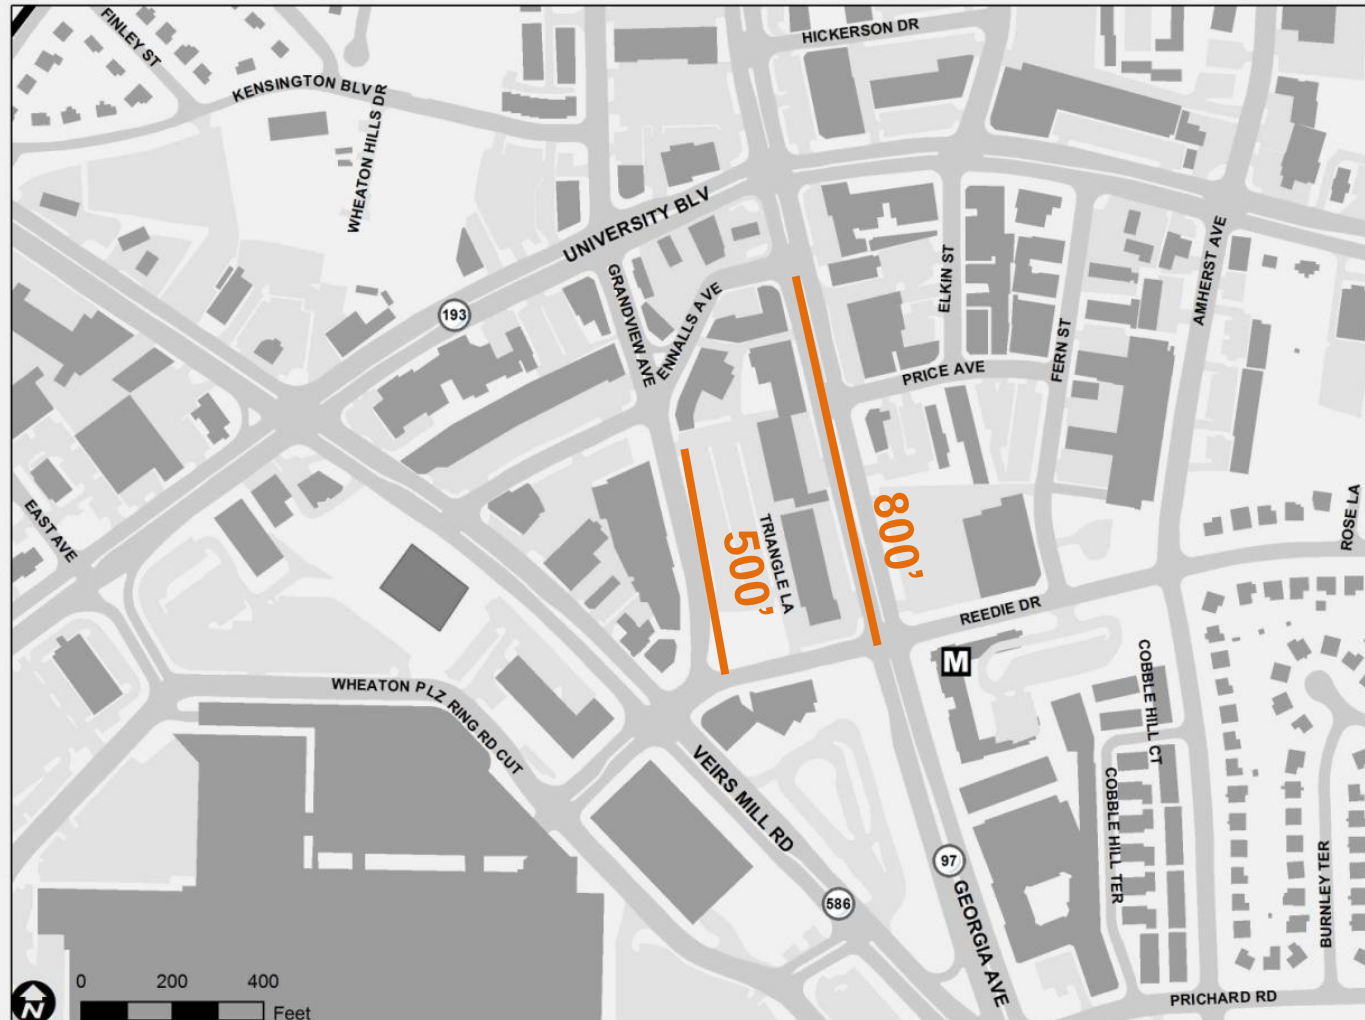 FINLEY ST
KENSINGTON BLV
WHEATON HILLS DR
HICKERSON DR
UNIVERSITY BLV
193
GRANDVIEW AVE
ENNALLS AVE
ELKIN ST
FERN ST
AMHERST AVE
PRICE AVE
EAST AVE
ROSE LA
TRIANGLE LA
500'
800'
REEDIE DR
M
WHEATON PLZ RING RD CUT
VEIRS MILL RD
COBBLE HILL CT
COBBLE HILL TER
BURNLEY TER
97
586
GEORGIA AVE
PRICHARD RD
N
0 200 400
Feet